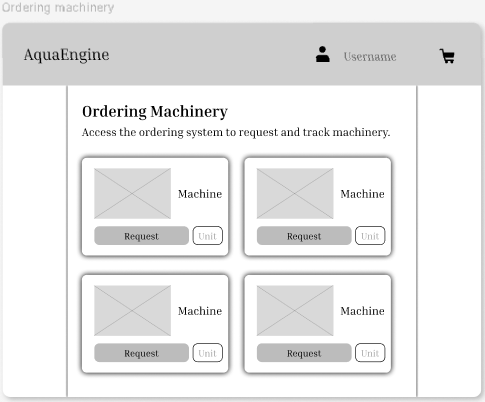 Ordering machinery
AquaEngine
Username
Ordering Machinery
Access the ordering system to request and track machinery.
Machine
Request
Unit
Machine
Request
Unit
Machine
Request
Unit
Machine
Request
Unit